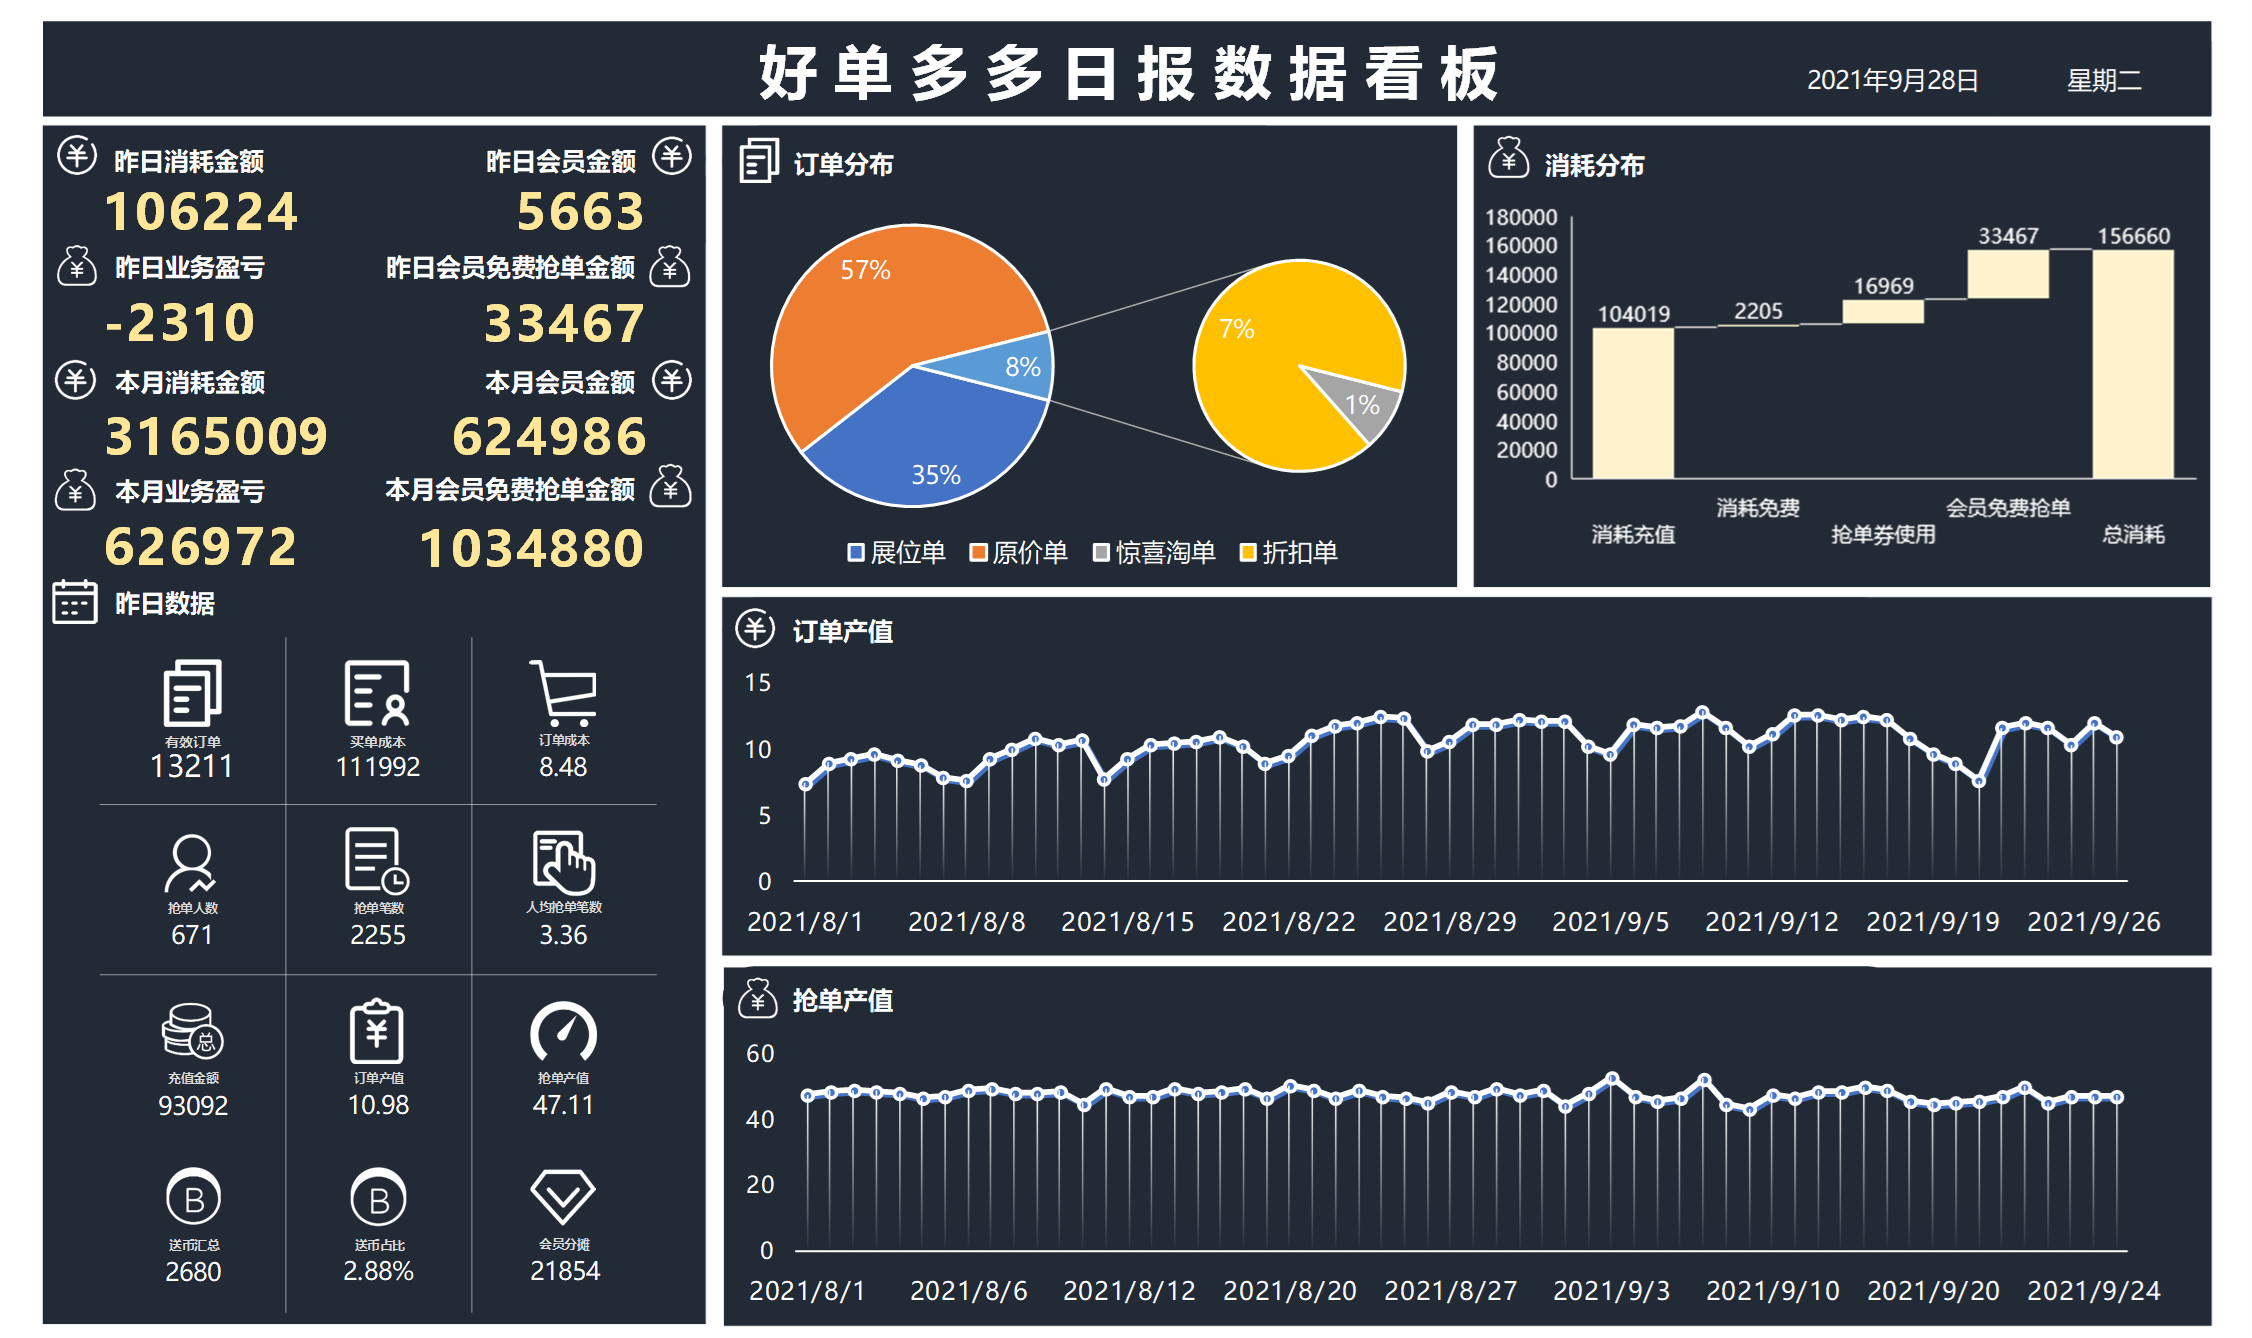 好单多多日报数据看板
2021年9月28日 星期二
¥ 昨日消耗金额 昨日会员金额 ¥
106224 5663
¥ 昨日业务盈亏 昨日会员免费抢单金额 ¥
-2310 33467
¥ 本月消耗金额 本月会员金额 ¥
3165009 624986
¥ 本月业务盈亏 本月会员免费抢单金额 ¥
626972 1034880
昨日数据
有效订单 买单成本 订单成本
13211 111992 8.48
抢单人数 抢单笔数 人均抢单笔数
671 2255 3.36
总 ¥
充值金额 订单产值 抢单产值
93092 10.98 47.11
B B
送币汇总 送币占比 会员分摊
2680 2.88% 21854
订单分布
57%
8%
35%
7%
1%
展位单 原价单 惊喜淘单 折扣单
¥ 消耗分布
180000
160000
140000
120000
100000
80000
60000
40000
20000
0
104019 2205 16969 33467 156660
消耗充值 消耗免费 抢单券使用 会员免费抢单 总消耗
¥ 订单产值
15
10
5
0
2021/8/1 2021/8/8 2021/8/15 2021/8/22 2021/8/29 2021/9/5 2021/9/12 2021/9/19 2021/9/26
¥ 抢单产值
60
40
20
0
2021/8/1 2021/8/6 2021/8/12 2021/8/20 2021/8/27 2021/9/3 2021/9/10 2021/9/20 2021/9/24